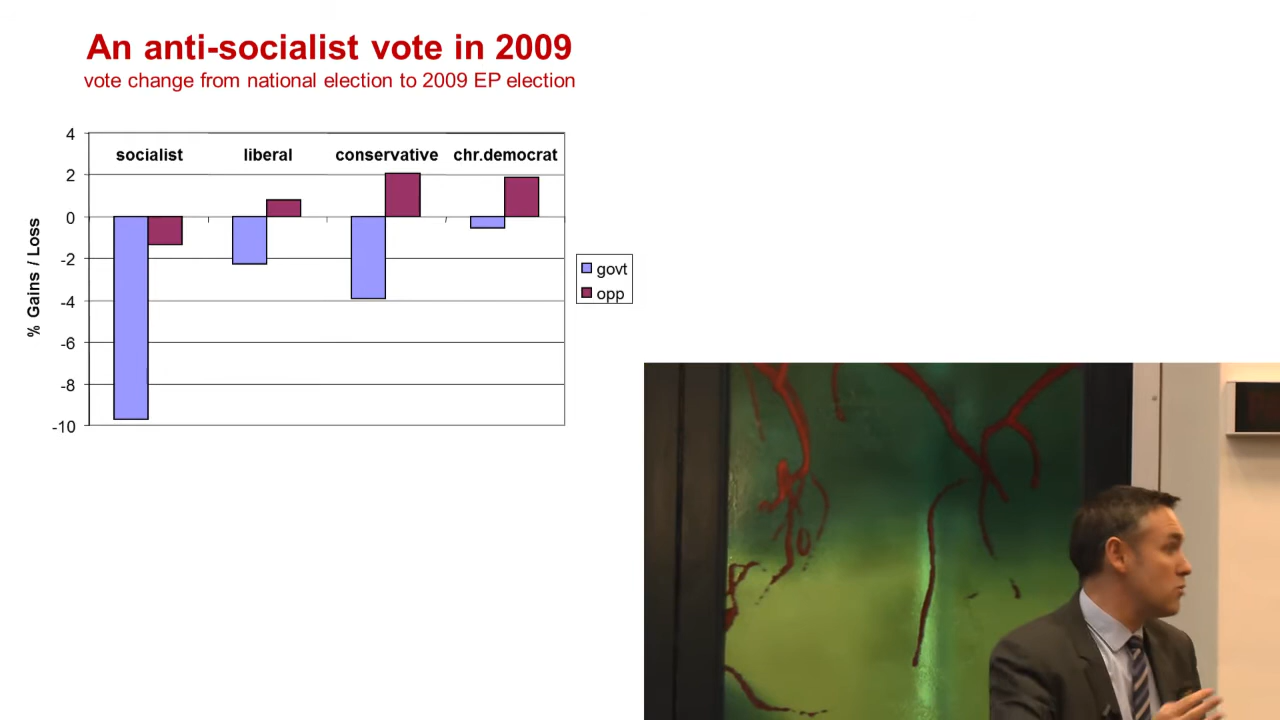 An anti-socialist vote in 2009
vote change from national election to 2009 EP election
% Gains / Loss
4
2
0
-2
-4
-6
-8
-10
socialist liberal conservative chr.democrat
govt
opp